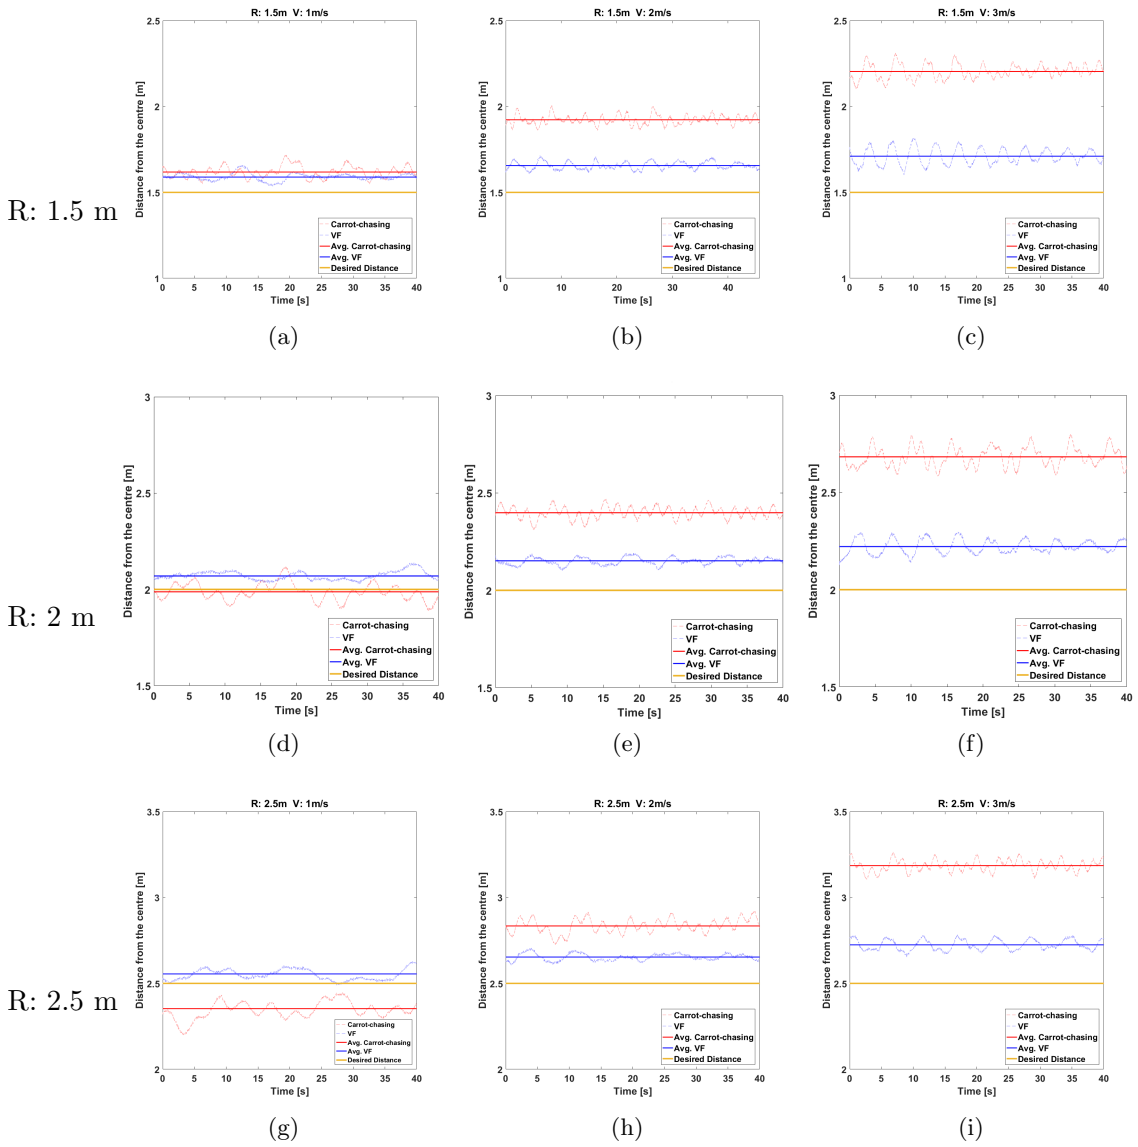 R: 1.5 m
R: 1.5m V: 1m/s
Distance from the centre [m]
2.5
2
1.5
1
Carrot-chasing
VF
Avg. Carrot-chasing
Avg. VF
Desired Distance
0 5 10 15 20 25 30 35 40
Time [s]
(a)
R: 1.5m V: 2m/s
Distance from the centre [m]
2.5
2
1.5
1
Carrot-chasing
VF
Avg. Carrot-chasing
Avg. VF
Desired Distance
0 5 10 15 20 25 30 35 40
Time [s]
(b)
R: 1.5m V: 3m/s
Distance from the centre [m]
2.5
2
1.5
1
Carrot-chasing
VF
Avg. Carrot-chasing
Avg. VF
Desired Distance
0 5 10 15 20 25 30 35 40
Time [s]
(c)
R: 2 m
Distance from the centre [m]
3
2.5
2
1.5
Carrot-chasing
VF
Avg. Carrot-chasing
Avg. VF
Desired Distance
0 5 10 15 20 25 30 35 40
Time [s]
(d)
Distance from the centre [m]
3
2.5
2
1.5
Carrot-chasing
VF
Avg. Carrot-chasing
Avg. VF
Desired Distance
0 5 10 15 20 25 30 35 40
Time [s]
(e)
Distance from the centre [m]
3
2.5
2
1.5
Carrot-chasing
VF
Avg. Carrot-chasing
Avg. VF
Desired Distance
0 5 10 15 20 25 30 35 40
Time [s]
(f)
R: 2.5 m
R: 2.5m V: 1m/s
Distance from the centre [m]
3.5
3
2.5
2
Carrot-chasing
VF
Avg. Carrot-chasing
Avg. VF
Desired Distance
0 5 10 15 20 25 30 35 40
Time [s]
(g)
R: 2.5m V: 2m/s
Distance from the centre [m]
3.5
3
2.5
2
Carrot-chasing
VF
Avg. Carrot-chasing
Avg. VF
Desired Distance
0 5 10 15 20 25 30 35 40
Time [s]
(h)
R: 2.5m V: 3m/s
Distance from the centre [m]
3.5
3
2.5
2
Carrot-chasing
VF
Avg. Carrot-chasing
Avg. VF
Desired Distance
0 5 10 15 20 25 30 35 40
Time [s]
(i)